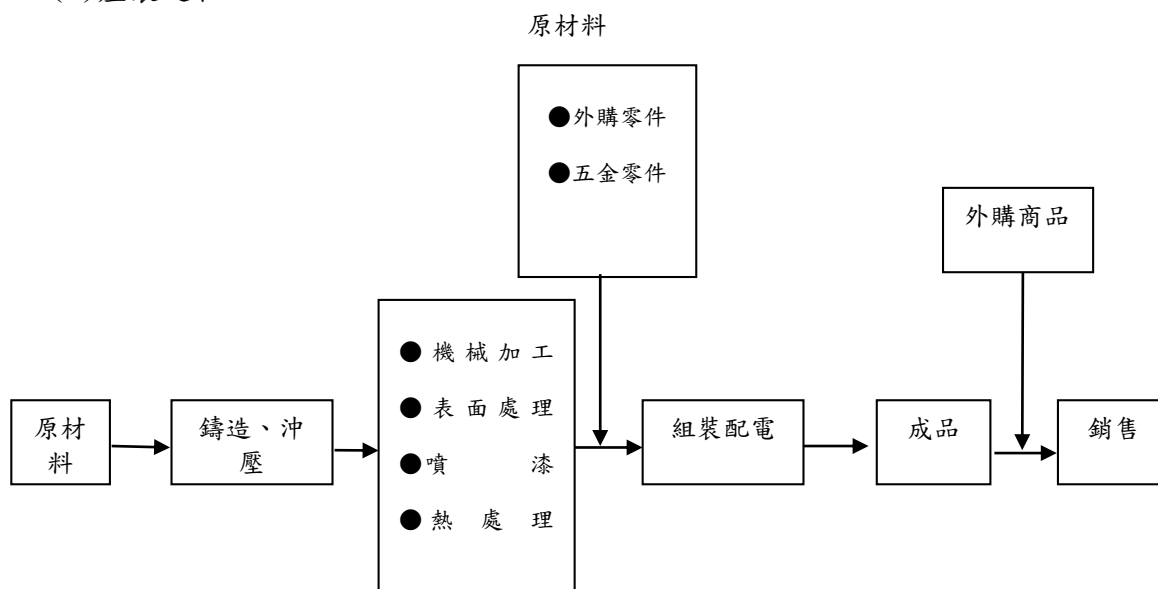 原材料
●外購零件
●五金零件
外購商品
●機械加工
●表面處理
●噴漆
●熱處理
原材
料
鑄造、沖
壓
組裝配電
成品
銷售